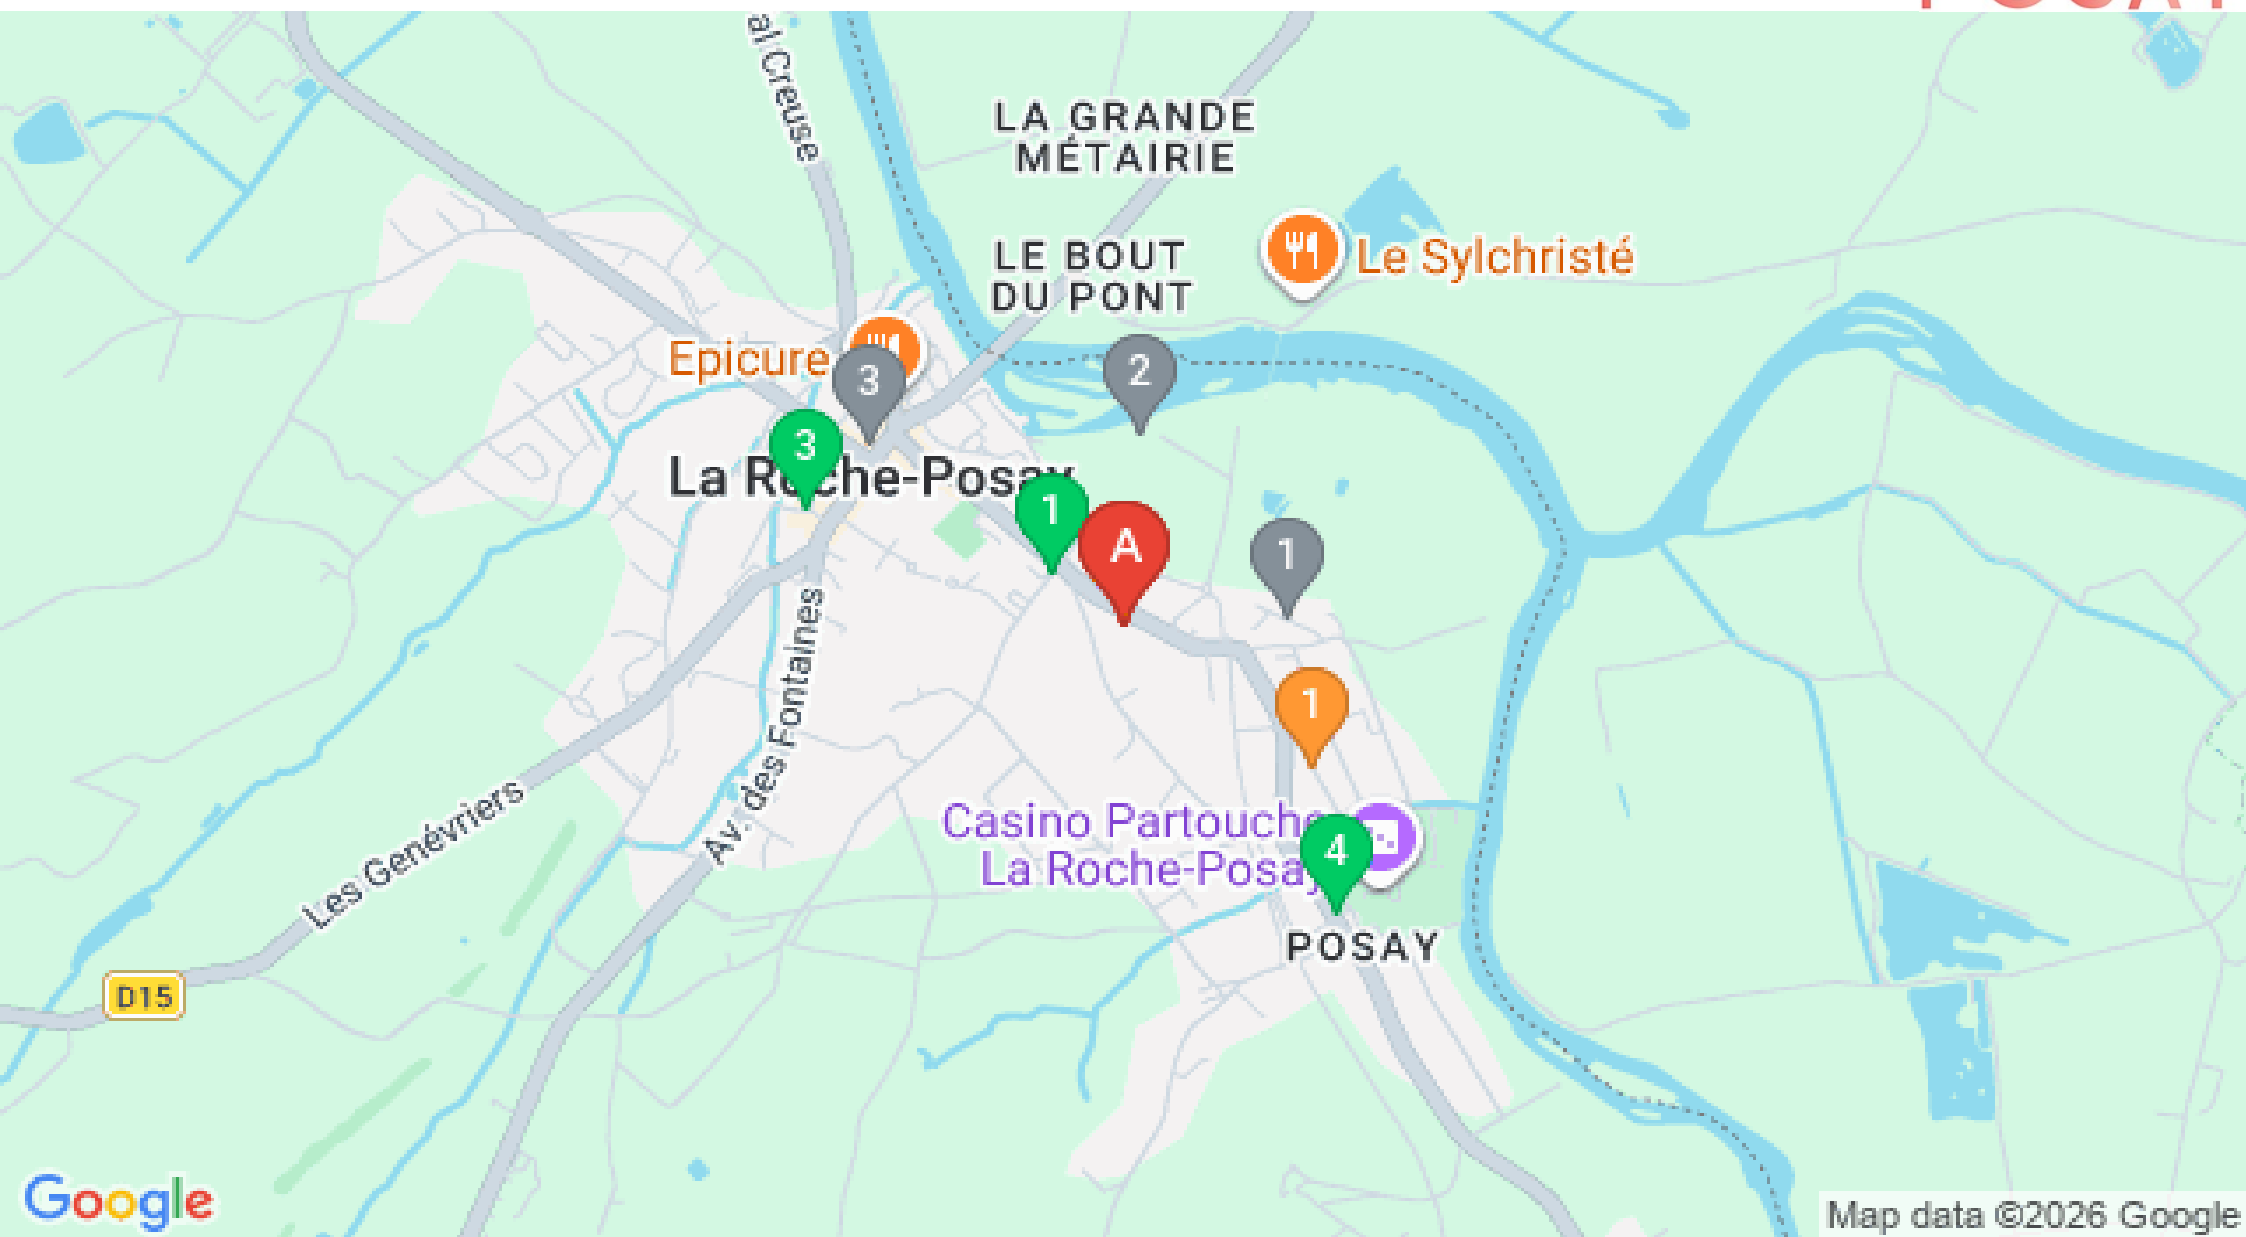 al Creuse
LA GRANDE
MÉTAIRIE
LE BOUT
DU PONT
Le Sylchristé
Epicure
3
2
3
La Roche-Posay
1
A
1
Av. des Fontaines
1
Les Genévriers
Casino Partouche
La Roche-Posay
4
POSAY
D15
Google
Map data ©2026 Google